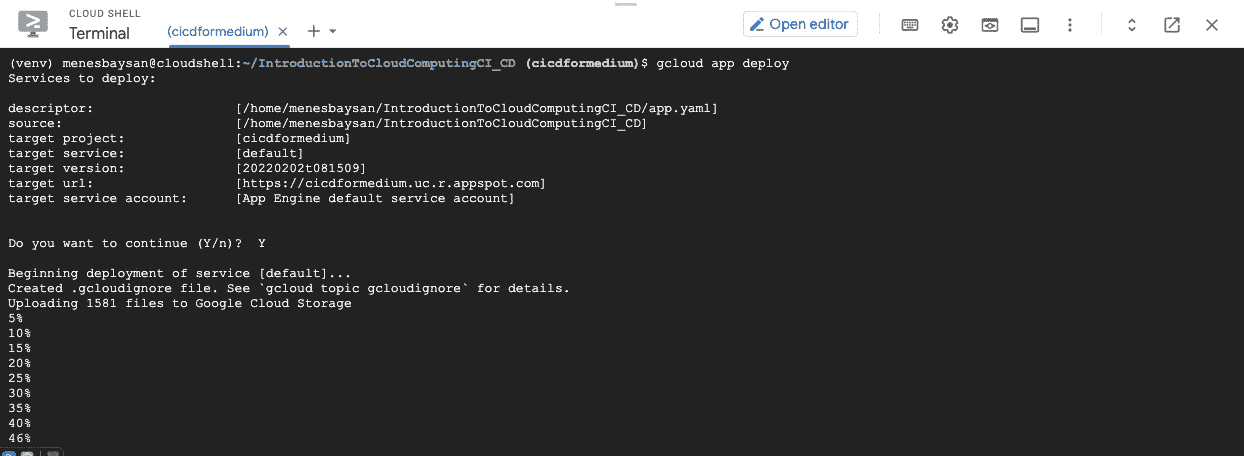 CLOUD SHELL
Terminal
(cicdformedium)
Open editor
(venv) menesbaysan@cloudshell:~/IntroductionToCloudComputingCI_CD (cicdformedium)$ gcloud app deploy
Services to deploy:
descriptor: [/home/menesbaysan/IntroductionToCloudComputingCI_CD/app.yaml]
source: [/home/menesbaysan/IntroductionToCloudComputingCI_CD]
target project: [cicdformedium]
target service: [default]
target version: [20220202t081509]
target url: [https://cicdformedium.uc.r.appspot.com]
target service account: [App Engine default service account]
Do you want to continue (Y/n)? Y
Beginning deployment of service [default]...
Created .gcloudignore file. See `gcloud topic gcloudignore` for details.
Uploading 1581 files to Google Cloud Storage
5%
10%
15%
20%
25%
30%
35%
40%
46%